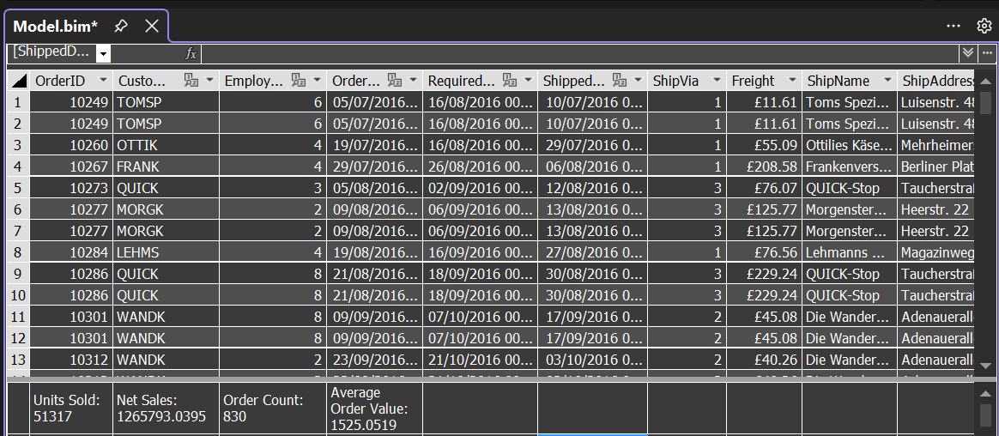 Model.bim*
[ShippedD... fx
OrderID Custo... Employ... Order... Required... Shipped... ShipVia Freight ShipName ShipAddress
1 10249 TOMSP 6 05/07/2016... 16/08/2016 00... 10/07/2016 0... 1 £11.61 Toms Spezi... Luisenstr. 48
2 10249 TOMSP 6 05/07/2016... 16/08/2016 00... 10/07/2016 0... 1 £11.61 Toms Spezi... Luisenstr. 48
3 10260 OTTIK 4 19/07/2016... 16/08/2016 00... 29/07/2016 0... 1 £55.09 Ottilies Käse... Mehrheimers
4 10267 FRANK 4 29/07/2016... 26/08/2016 00... 06/08/2016 0... 1 £208.58 Frankenvers... Berliner Plat
5 10273 QUICK 3 05/08/2016... 02/09/2016 00... 12/08/2016 0... 3 £76.07 QUICK-Stop Taucherstraß
6 10277 MORGK 2 09/08/2016... 06/09/2016 00... 13/08/2016 0... 3 £125.77 Morgenster... Heerstr. 22
7 10277 MORGK 2 09/08/2016... 06/09/2016 00... 13/08/2016 0... 3 £125.77 Morgenster... Heerstr. 22
8 10284 LEHMS 4 19/08/2016... 16/09/2016 00... 27/08/2016 0... 1 £76.56 Lehmanns ... Magazinweg
9 10286 QUICK 8 21/08/2016... 18/09/2016 00... 30/08/2016 0... 3 £229.24 QUICK-Stop Taucherstraß
10 10286 QUICK 8 21/08/2016... 18/09/2016 00... 30/08/2016 0... 3 £229.24 QUICK-Stop Taucherstraß
11 10301 WANDK 8 09/09/2016... 07/10/2016 00... 17/09/2016 0... 2 £45.08 Die Wander... Adenauerall
12 10301 WANDK 8 09/09/2016... 07/10/2016 00... 17/09/2016 0... 2 £45.08 Die Wander... Adenauerall
13 10312 WANDK 2 23/09/2016... 21/10/2016 00... 03/10/2016 0... 2 £40.26 Die Wander... Adenauerall
Units Sold: 51317
Net Sales: 1265793.0395
Order Count: 830
Average Order Value: 1525.0519